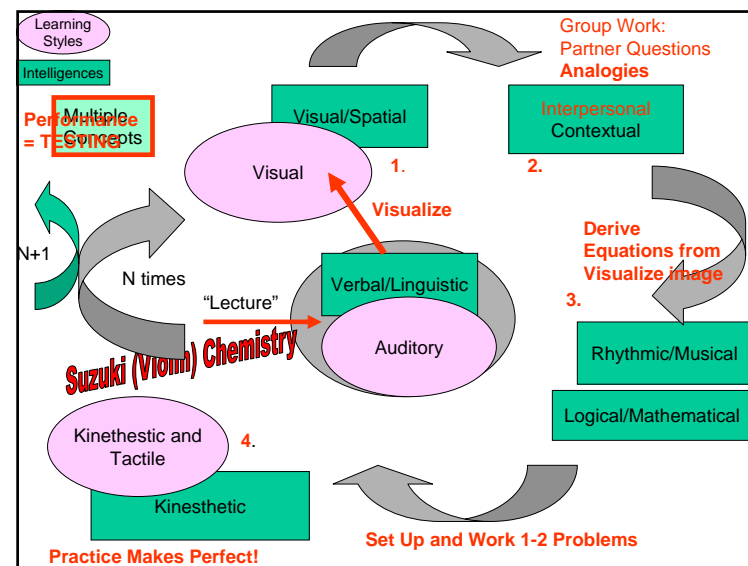 Learning
Styles
Intelligences
Performance
= TESTING
Multiple
Concepts
Visual/Spatial
Visual
1.
Group Work:
Partner Questions
Analogies
Interpersonal
Contextual
2.
Visualize
Derive
Equations from
Visualize image
3.
N+1
N times
"Lecture"
Verbal/Linguistic
Auditory
Suzuki (Violin) Chemistry
Rhythmic/Musical
Logical/Mathematical
Kinethestic and
Tactile
4.
Kinesthetic
Set Up and Work 1-2 Problems
Practice Makes Perfect!